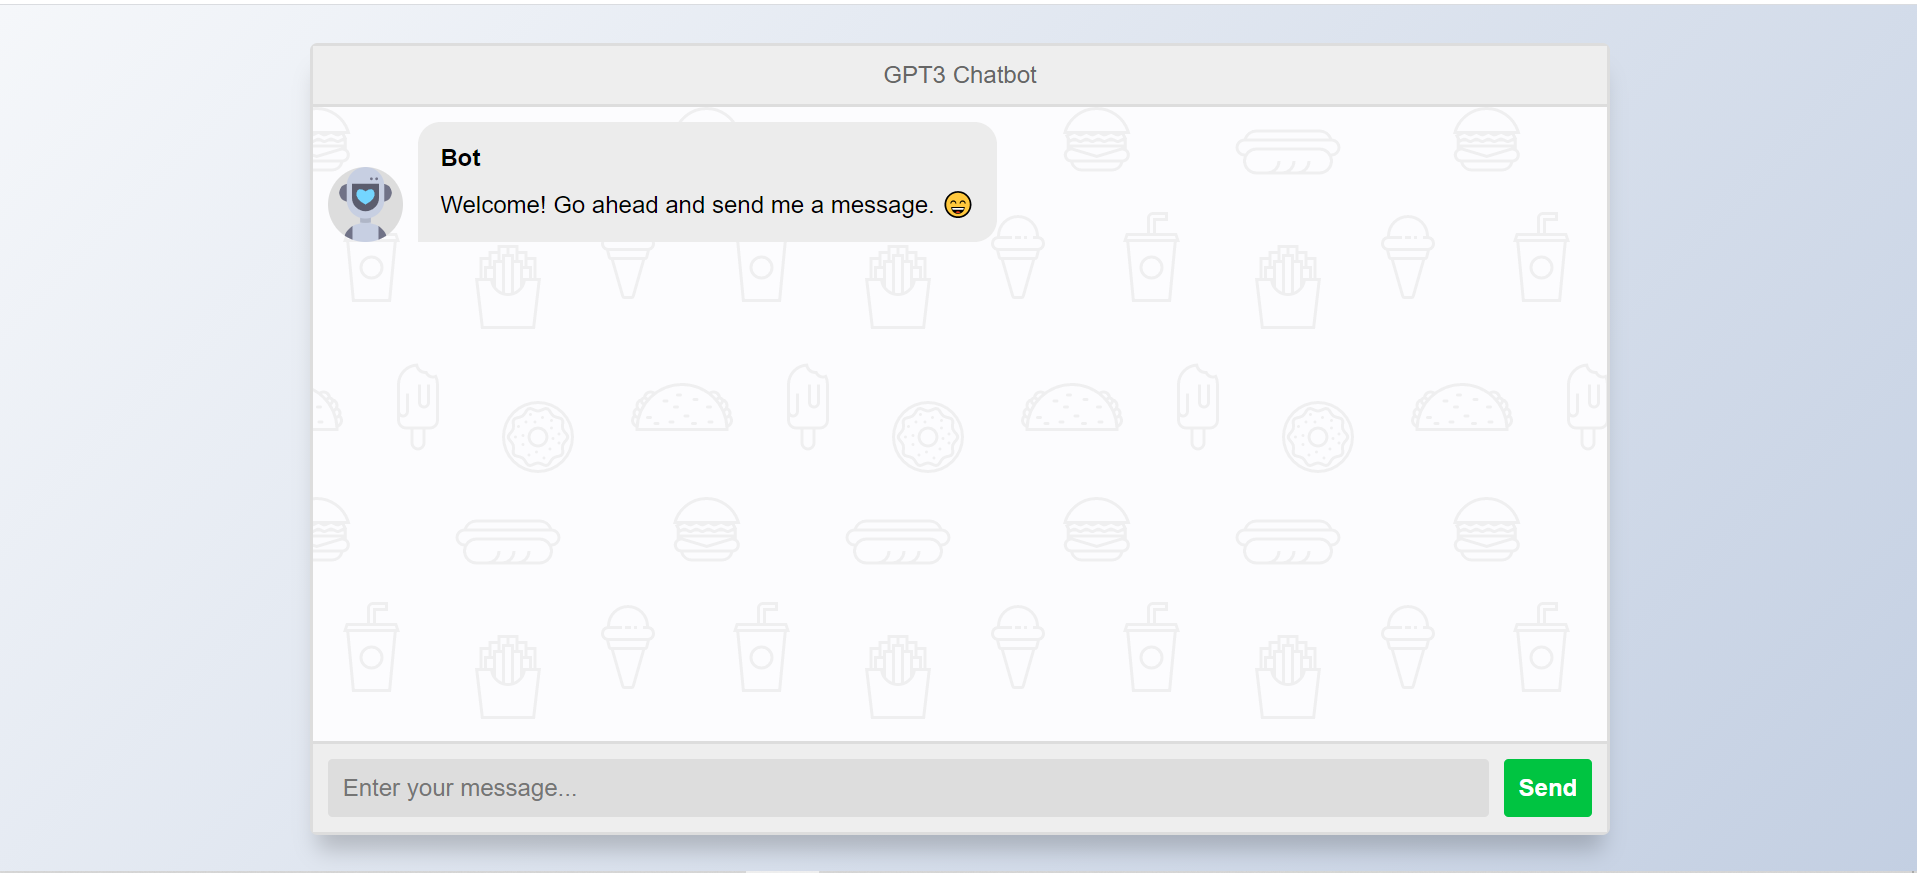 GPT3 Chatbot
Bot
Welcome! Go ahead and send me a message. 😄
Enter your message...
Send